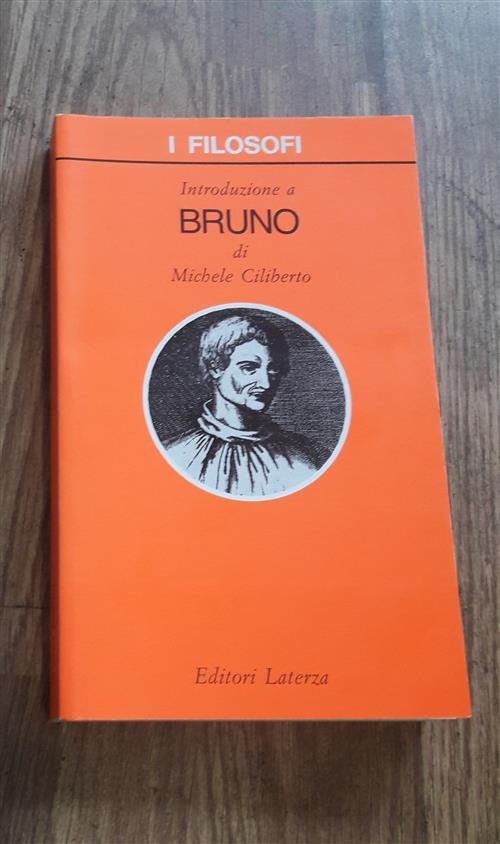 I FILOSOFI
Introduzione a
BRUNO
di
Michele Ciliberto
Editori Laterza